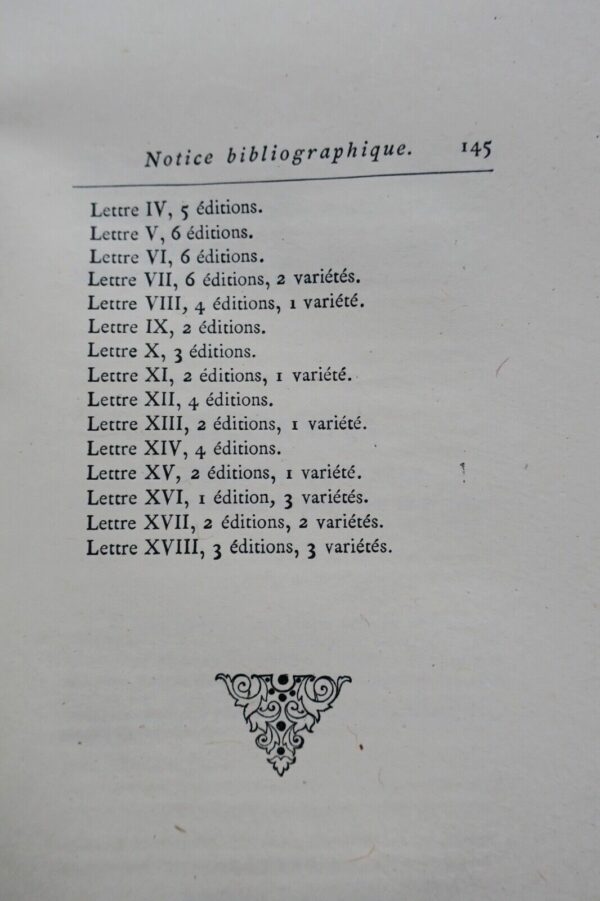 Notice bibliographique. 145
Lettre IV, 5 éditions.
Lettre V, 6 éditions.
Lettre VI, 6 éditions.
Lettre VII, 6 éditions, 2 variétés.
Lettre VIII, 4 éditions, 1 variété.
Lettre IX, 2 éditions.
Lettre X, 3 éditions.
Lettre XI, 2 éditions, 1 variété.
Lettre XII, 4 éditions.
Lettre XIII, 2 éditions, 1 variété.
Lettre XIV, 4 éditions.
Lettre XV, 2 éditions, 1 variété.
Lettre XVI, 1 édition, 3 variétés.
Lettre XVII, 2 éditions, 2 variétés.
Lettre XVIII, 3 éditions, 3 variétés.